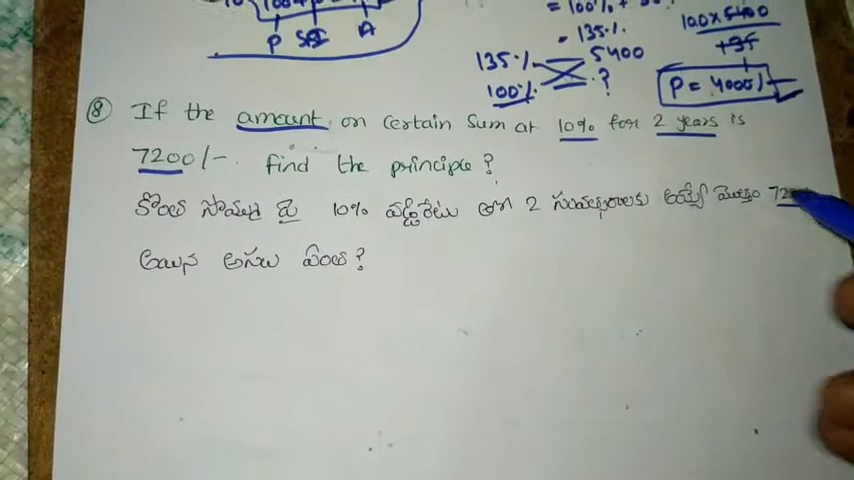 P SI A
= 100% +
= 135%
135% 5400
100% ?
100×5400
135
P = 4000/-
⑧ If the amount on certain sum at 10% for 2 years is
7200/- find the principle?
కొంత సొమ్ము పై 10% వడ్డీరేటు తో 2 సంవత్సరాలకు అయ్యే మొత్తం
అయిన అసలు ఎంత?